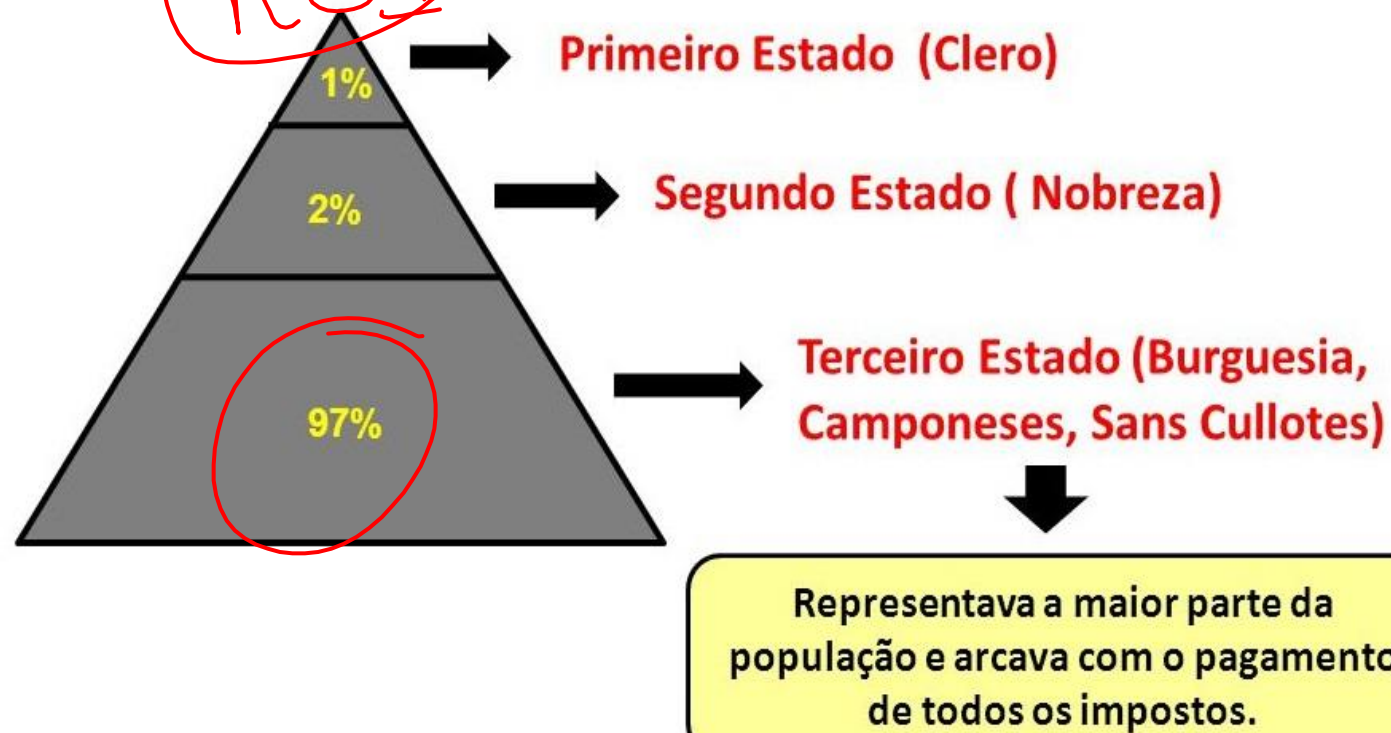 1%
Primeiro Estado (Clero)
2%
Segundo Estado ( Nobreza)
97%
Terceiro Estado (Burguesia,
Camponeses, Sans Cullotes)
Representava a maior parte da
população e arcava com o pagamento
de todos os impostos.